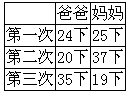 爸爸 妈妈
第一次 24下 25下
第二次 20下 37下
第三次 35下 19下